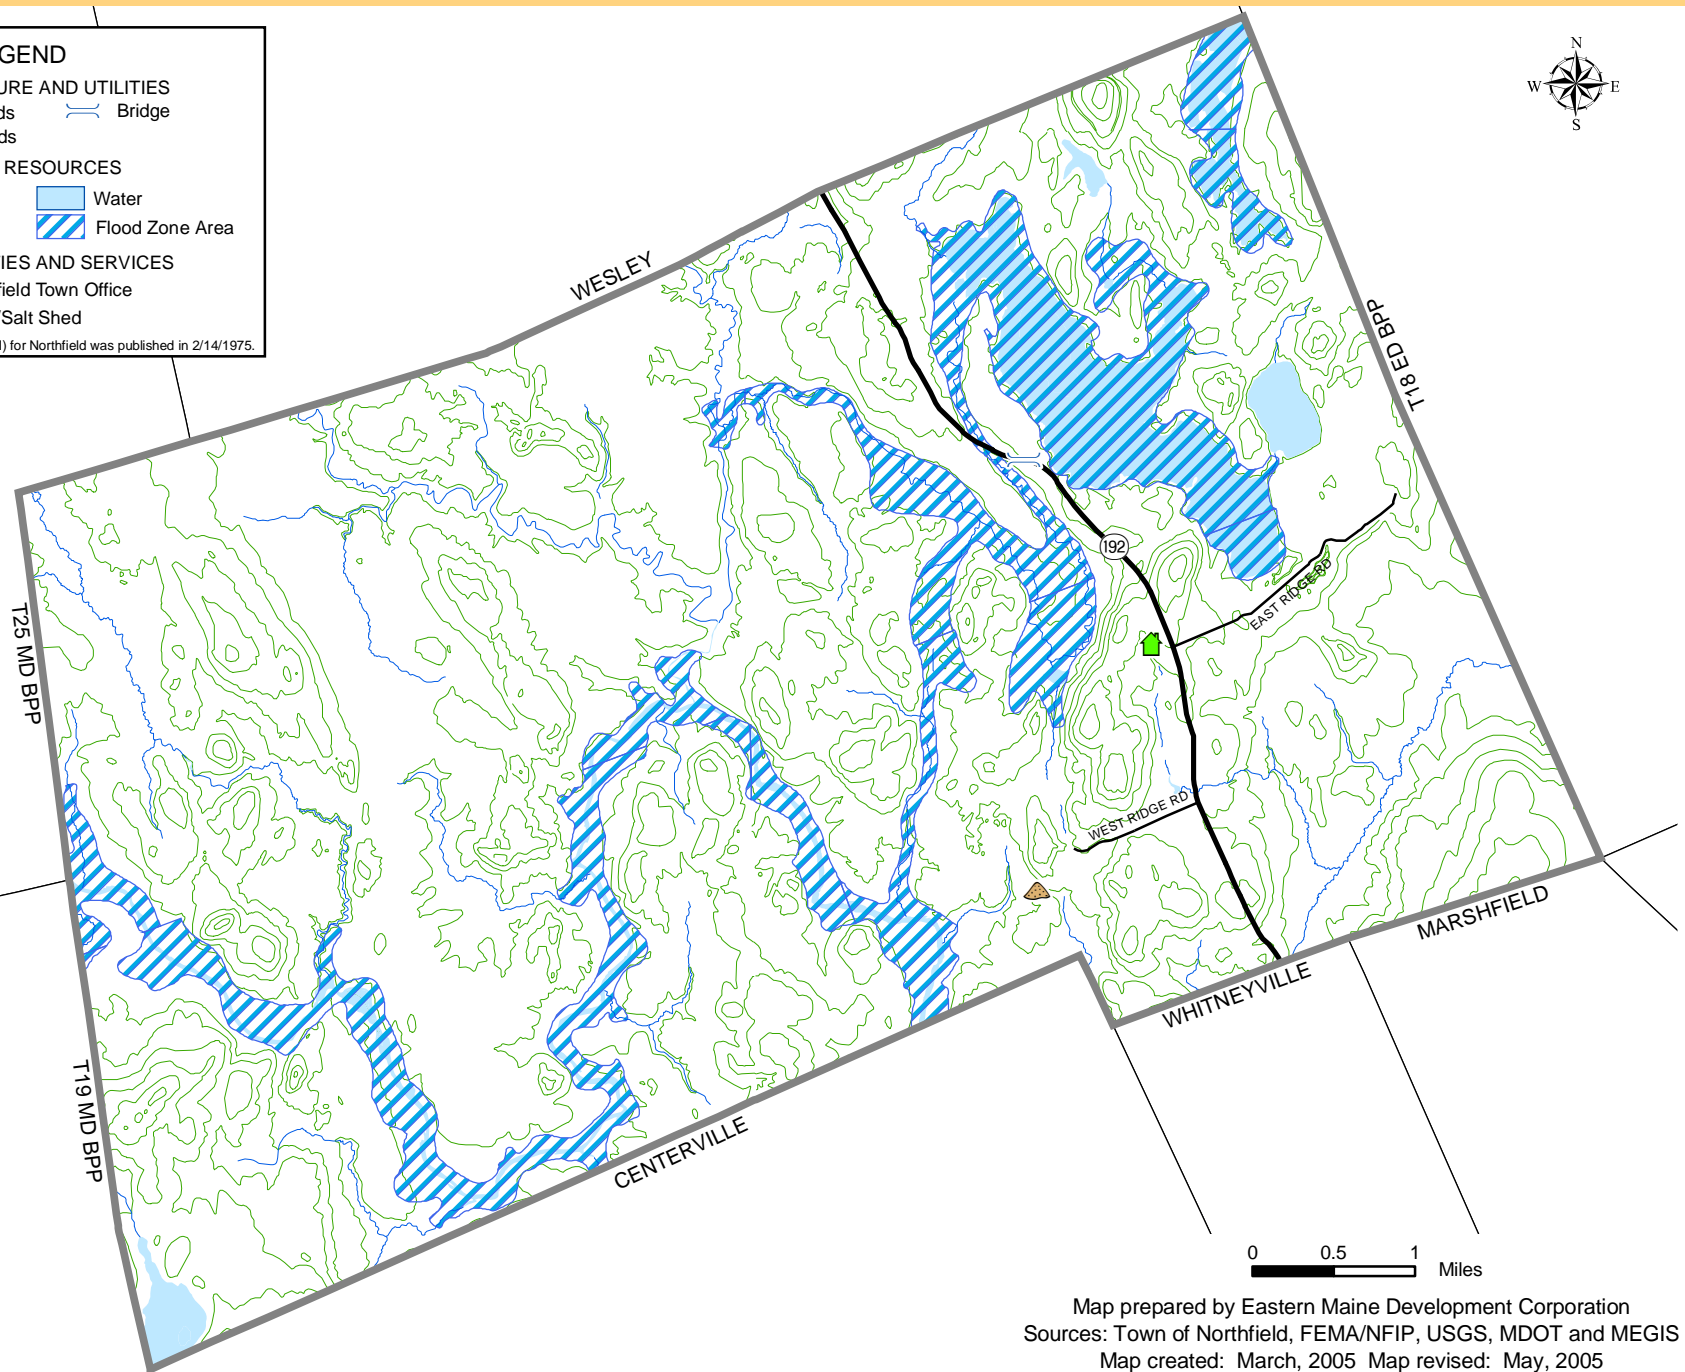 GEND
URE AND UTILITIES
ds Bridge
ds
RESOURCES
Water
Flood Zone Area
TIES AND SERVICES
field Town Office
/Salt Shed
) for Northfield was published in 2/14/1975.
N
W E
S
WESLEY
T18 ED BPP
192
EAST RIDGE RD
T25 MD BPP
WEST RIDGE RD
MARSHFIELD
WHITNEYVILLE
T19 MD BPP
CENTERVILLE
0 0.5 1
Miles
Map prepared by Eastern Maine Development Corporation
Sources: Town of Northfield, FEMA/NFIP, USGS, MDOT and MEGIS
Map created: March, 2005 Map revised: May, 2005